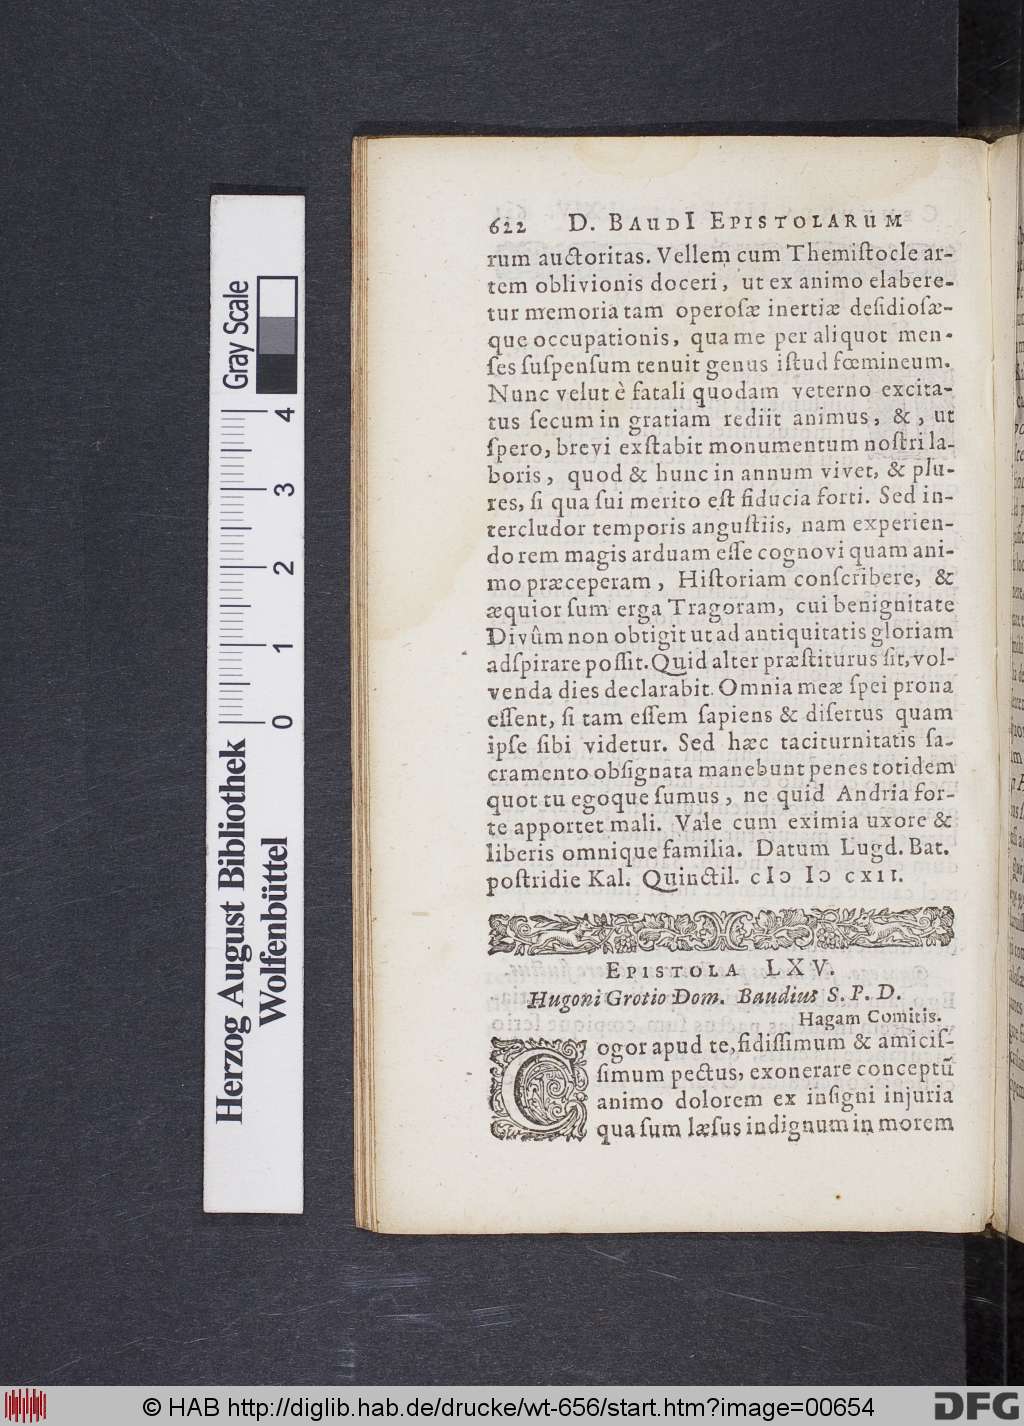 622 D. BAUDI EPISTOLARUM
rum auctoritas. Vellem cum Themiſtocle ar-
tem oblivionis doceri, ut ex animo elabere-
tur memoria tam operoſæ inertiæ deſidioſæ-
que occupationis, qua me per aliquot men-
ſes ſuſpenſum tenuit genus iſtud fœmineum.
Nunc velut è fatali quodam veterno excita-
tus ſecum in gratiam rediit animus, &, ut
ſpero, brevi exſtabit monumentum noſtri la-
boris, quod & hunc in annum vivet, & plu-
res, ſi qua ſui merito eſt fiducia forti. Sed in-
tercludor temporis anguſtiis, nam experien-
do rem magis arduam eſſe cognovi quam ani-
mo præceperam, Hiſtoriam conſcribere, &
æquior ſum erga Tragoram, cui benignitate
Divûm non obtigit ut ad antiquitatis gloriam
adſpirare poſſit. Quid alter præſtiturus ſit, vol-
venda dies declarabit. Omnia meæ ſpei prona
eſſent, ſi tam eſſem ſapiens & diſertus quam
ipſe ſibi videtur. Sed hæc taciturnitatis ſa-
cramento obſignata manebunt penes totidem
quot tu egoque ſumus, ne quid Andria for-
te apportet mali. Vale cum eximia uxore &
liberis omnique familia. Datum Lugd. Bat.
poſtridie Kal. Quinctil. cIɔ Iɔ cxII.
EPISTOLA LXV.
Hugoni Grotio Dom. Baudius S. P. D.
Hagam Comitis.
Cogor apud te, fidiſſimum & amiciſ-
ſimum pectus, exonerare conceptũ
animo dolorem ex inſigni injuria
qua ſum læſus indignum in morem
Gray Scale
4 3 2 1 0
Herzog August Bibliothek
Wolfenbüttel
© HAB http://diglib.hab.de/drucke/wt-656/start.htm?image=00654
DFG